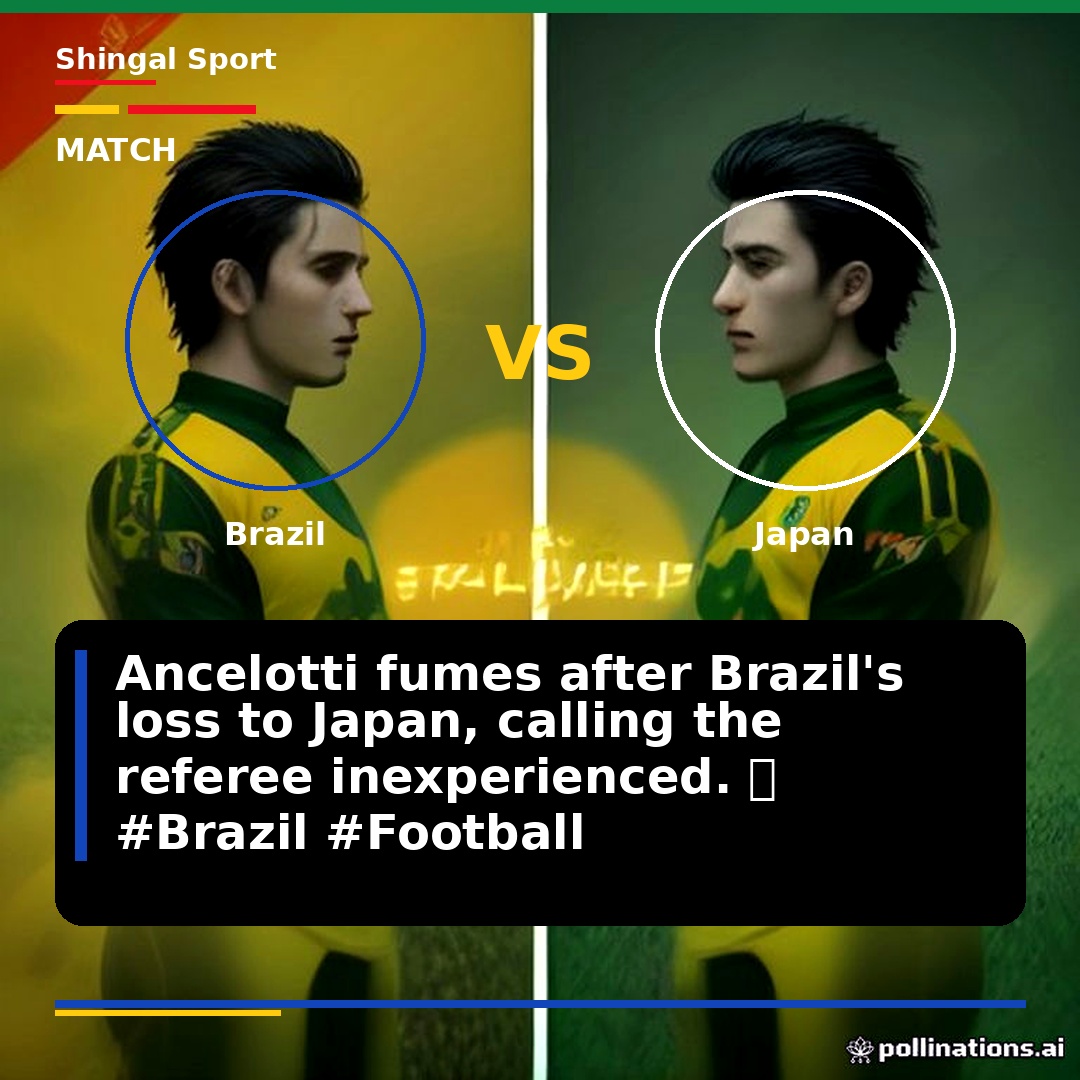 Shingal Sport
MATCH
VS
Brazil
Japan
Ancelotti fumes after Brazil's
loss to Japan, calling the
referee inexperienced.
#Brazil #Football
pollinations.ai